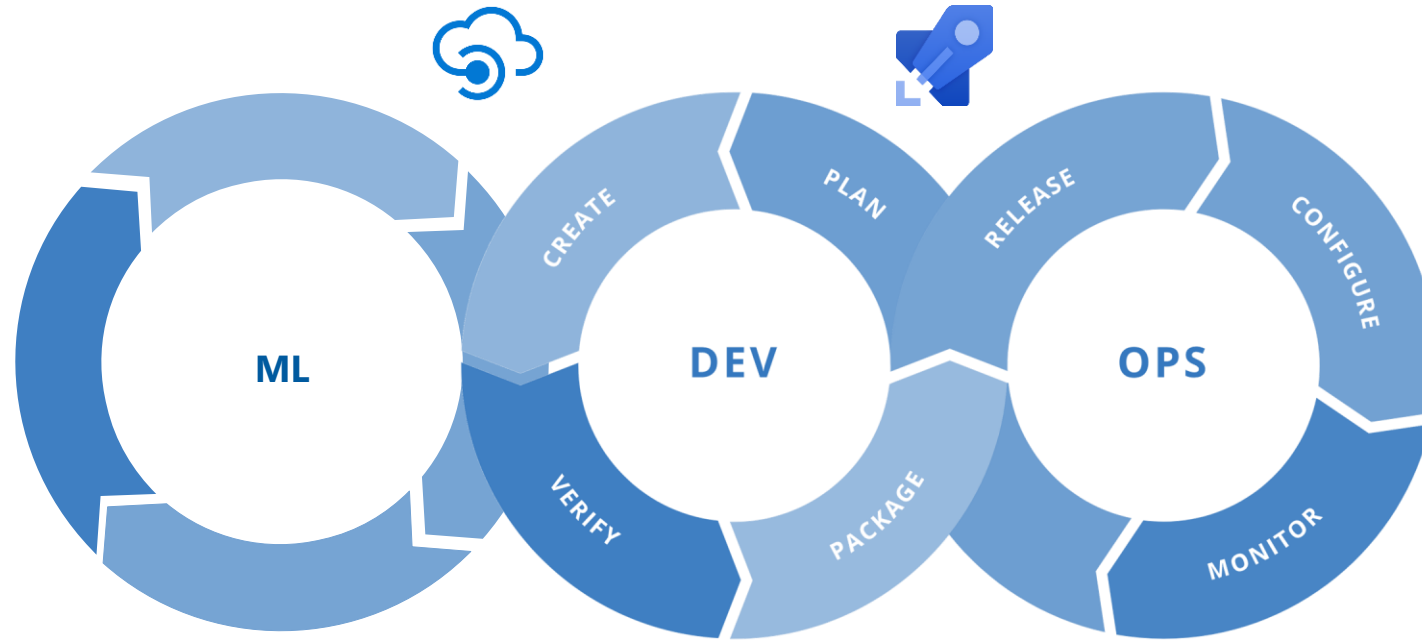 ML
CREATE
PLAN
DEV
VERIFY
PACKAGE
RELEASE
CONFIGURE
OPS
MONITOR